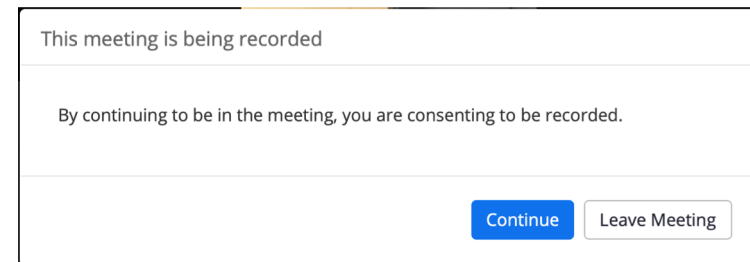 This meeting is being recorded
By continuing to be in the meeting, you are consenting to be recorded.
Continue Leave Meeting